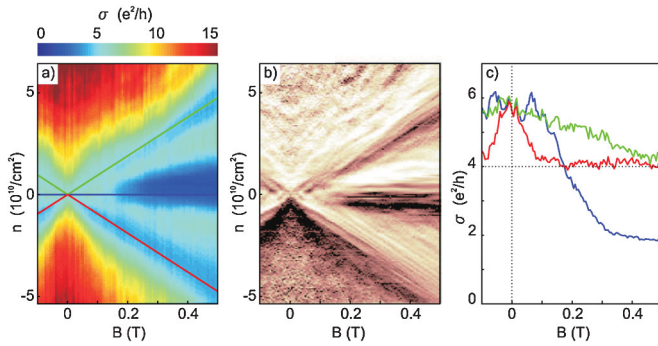 σ (e²/h)
0 5 10 15
a)
b)
c)
n (10¹⁰/cm²)
5
0
-5
0 0.2 0.4
B (T)
n (10¹⁰/cm²)
5
0
-5
0 0.2 0.4
B (T)
σ (e²/h)
6
4
2
0
0 0.2 0.4
B (T)